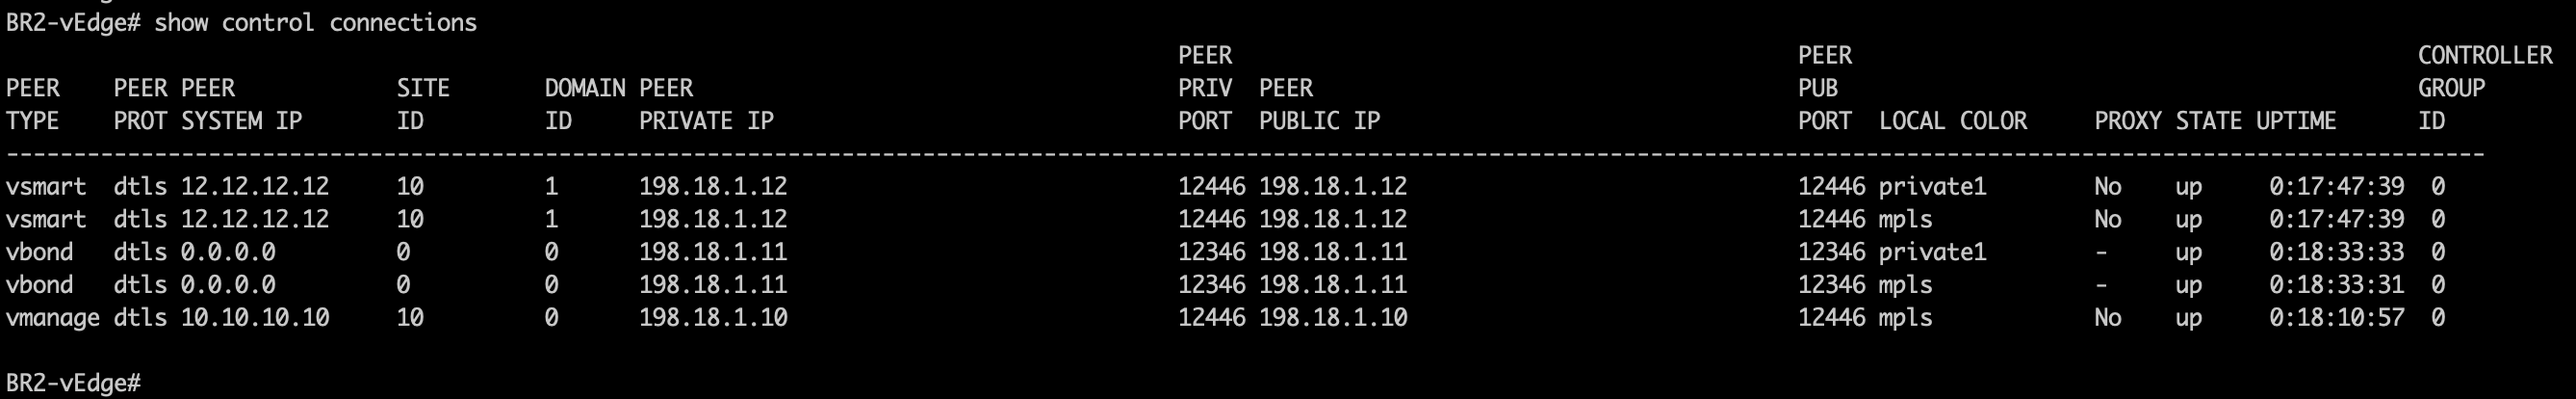 BR2-vEdge# show control connections
                                                                                       PEER                                          PEER                                          CONTROLLER
PEER    PEER PEER            SITE       DOMAIN PEER                                    PRIV  PEER                                    PUB                                           GROUP
TYPE    PROT SYSTEM IP       ID         ID     PRIVATE IP                              PORT  PUBLIC IP                               PORT  LOCAL COLOR     PROXY STATE UPTIME      ID
----------------------------------------------------------------------------------------------------------------------------------------------------------------------------------------
vsmart  dtls 12.12.12.12     10         1      198.18.1.12                             12446 198.18.1.12                             12446 private1        No    up     0:17:47:39  0
vsmart  dtls 12.12.12.12     10         1      198.18.1.12                             12446 198.18.1.12                             12446 mpls            No    up     0:17:47:39  0
vbond   dtls 0.0.0.0         0          0      198.18.1.11                             12346 198.18.1.11                             12346 private1        -     up     0:18:33:33  0
vbond   dtls 0.0.0.0         0          0      198.18.1.11                             12346 198.18.1.11                             12346 mpls            -     up     0:18:33:31  0
vmanage dtls 10.10.10.10     10         0      198.18.1.10                             12446 198.18.1.10                             12446 mpls            No    up     0:18:10:57  0
BR2-vEdge#